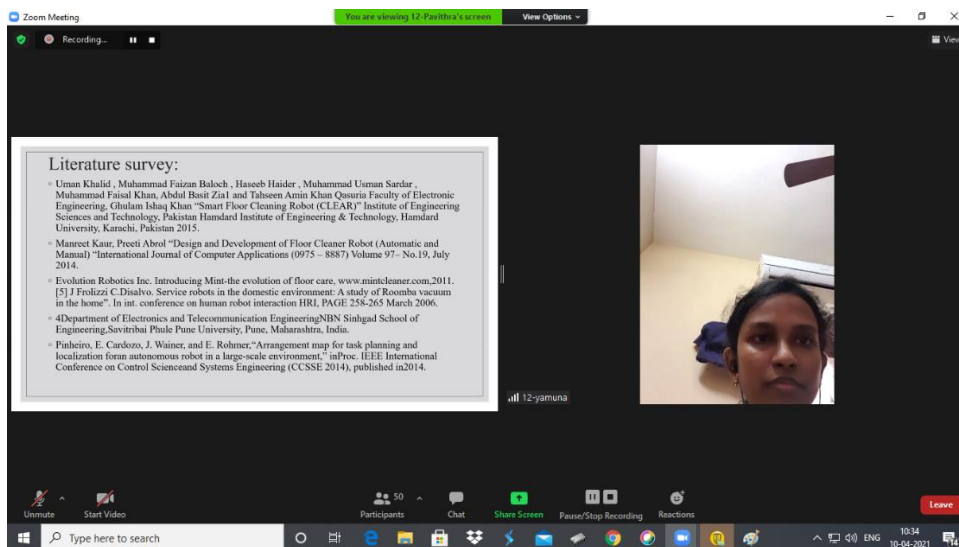 Zoom Meeting
You are viewing 12-Pavithra's screen
View Options
Recording...
View
Literature survey:
Uman Khalid , Muhammad Faizan Baloch , Haseeb Haider , Muhammad Usman Sardar ,
Muhammad Faisal Khan, Abdul Basit Zia1 and Tahseen Amin Khan Qasuria Faculty of Electronic
Engineering, Ghulam Ishaq Khan “Smart Floor Cleaning Robot (CLEAR)” Institute of Engineering
Sciences and Technology, Pakistan Hamdard Institute of Engineering & Technology, Hamdard
University, Karachi, Pakistan 2015.
Manreet Kaur, Preeti Abrol “Design and Development of Floor Cleaner Robot (Automatic and
Manual) “International Journal of Computer Applications (0975 – 8887) Volume 97– No.19, July
2014.
Evolution Robotics Inc. Introducing Mint-the evolution of floor care, www.mintcleaner.com,2011.
[5] J Frolizzi C.Disalvo. Service robots in the domestic environment: A study of Roomba vacuum
in the home”. In int. conference on human robot interaction HRI, PAGE 258-265 March 2006.
4Department of Electronics and Telecommunication EngineeringNBN Sinhgad School of
Engineering,Savitribai Phule Pune University, Pune, Maharashtra, India.
Pinheiro, E. Cardozo, J. Wainer, and E. Rohmer,“Arrangement map for task planning and
localization foran autonomous robot in a large-scale environment,” inProc. IEEE International
Conference on Control Scienceand Systems Engineering (CCSSE 2014), published in2014.
12-yamuna
Unmute
Start Video
50
Participants
Chat
Share Screen
Pause/Stop Recording
Reactions
Leave
Type here to search
ENG
10:34
10-04-2021
14